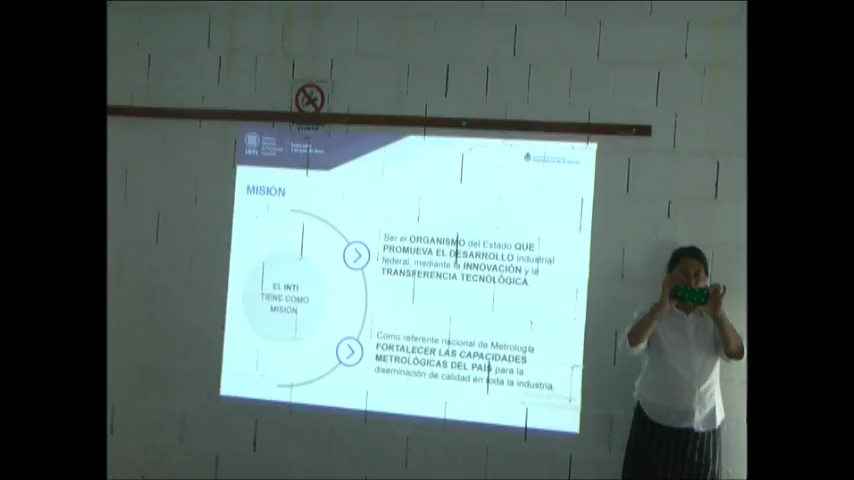 INTI
MISIÓN
EL INTI
TIENE COMO
MISIÓN
Ser el ORGANISMO del Estado QUE
PROMUEVA EL DESARROLLO industrial
federal, mediante la INNOVACIÓN y la
TRANSFERENCIA TECNOLÓGICA.
Como referente nacional de Metrología
FORTALECER LAS CAPACIDADES
METROLÓGICAS DEL PAÍS para la
diseminación de calidad en toda la industria.